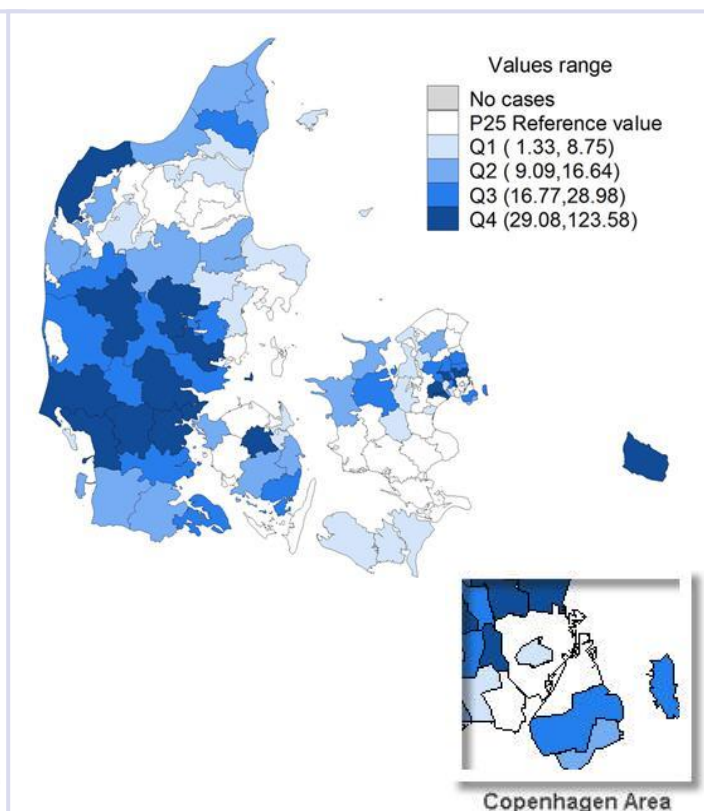 Values range
No cases
P25 Reference value
Q1 ( 1.33, 8.75)
Q2 ( 9.09,16.64)
Q3 (16.77,28.98)
Q4 (29.08,123.58)
Copenhagen Area